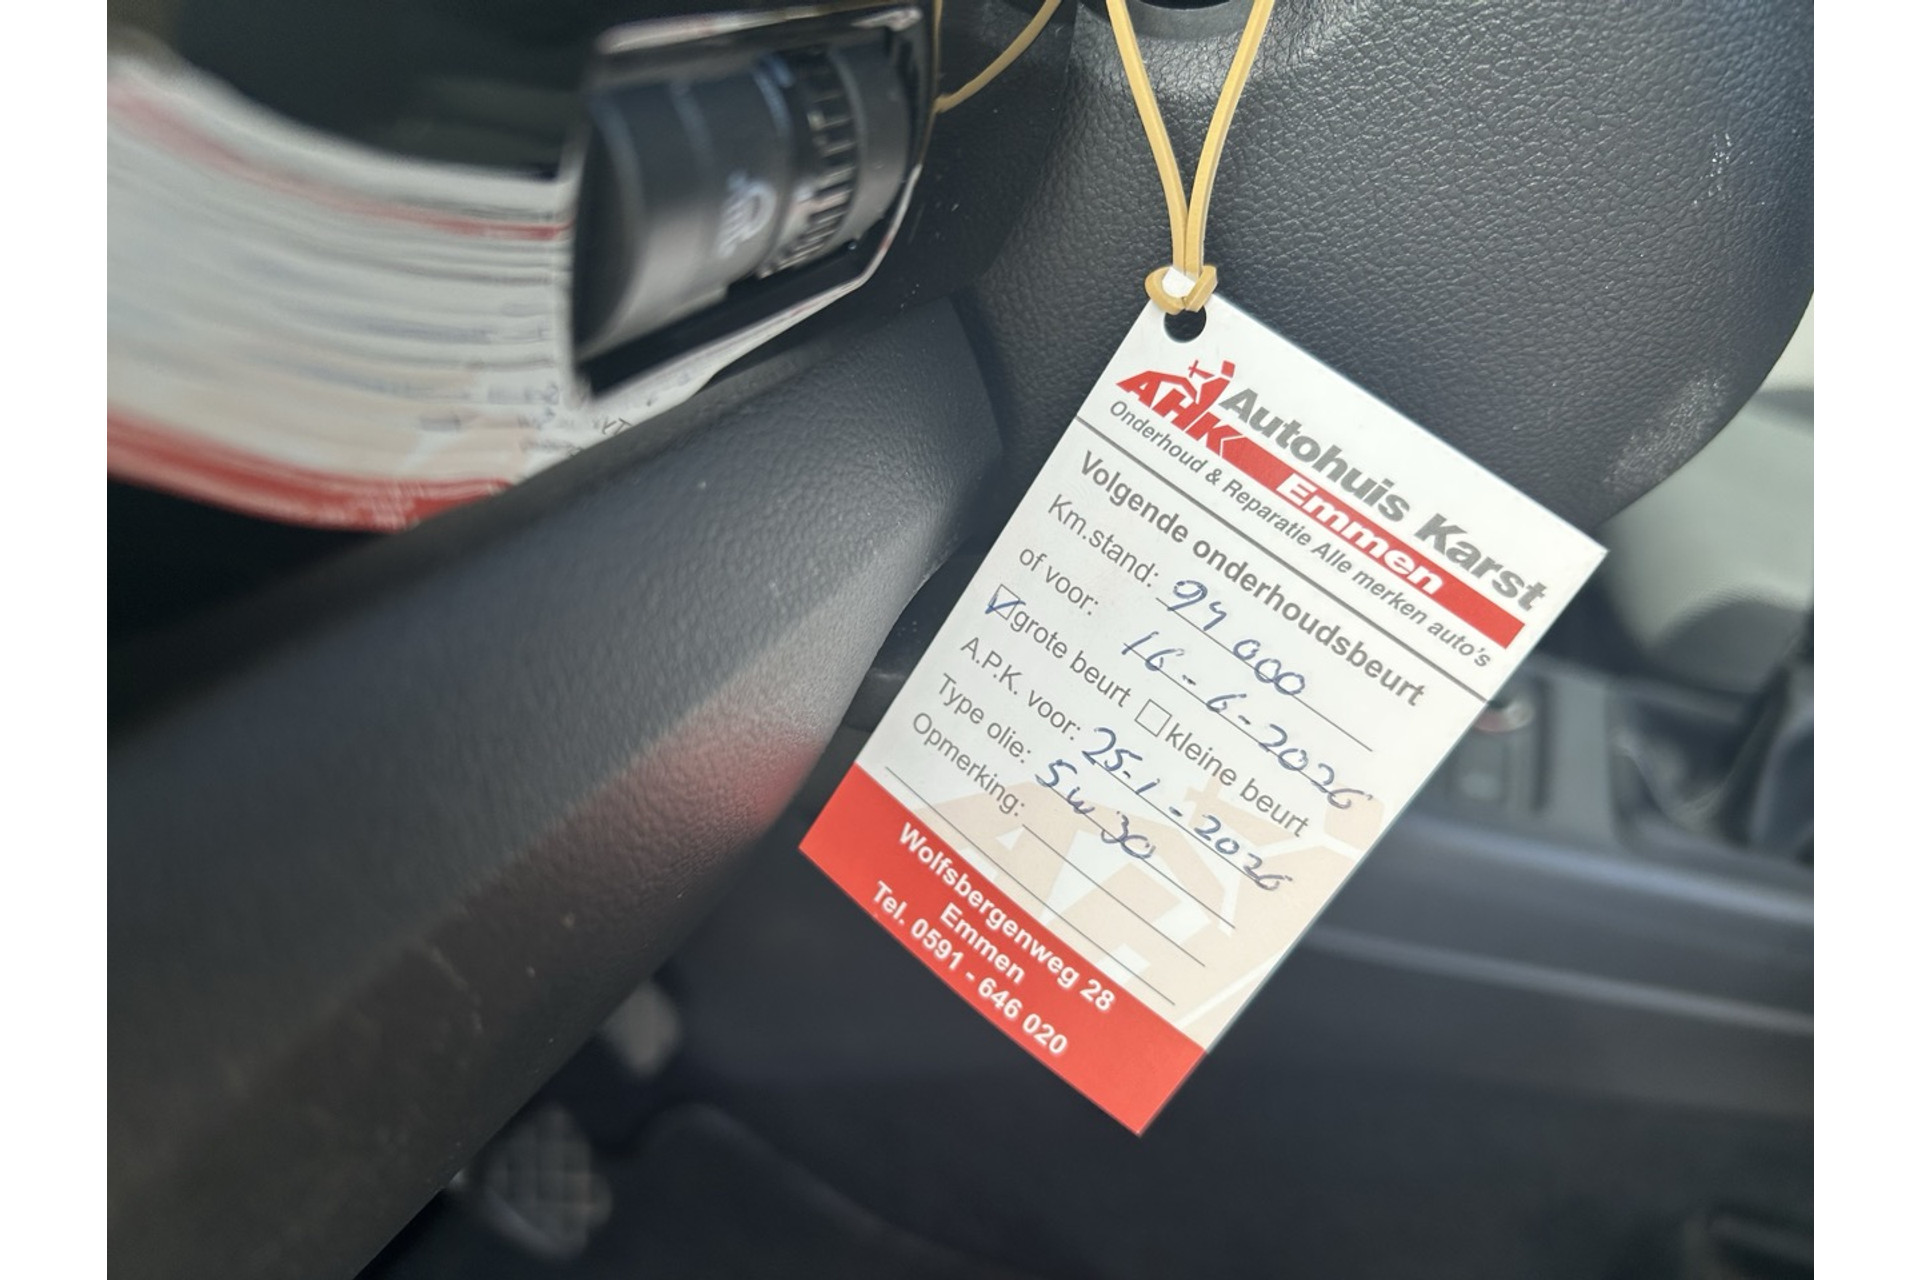 AHK Autohuis Karst
Emmen
Onderhoud & Reparatie Alle merken auto's
Volgende onderhoudsbeurt
Km.stand: 94 000
of voor: 16-6-2026
grote beurt kleine beurt
A.P.K. voor: 25-1-2026
Type olie: 5w30
Opmerking:
Wolfsbergenweg 28
Emmen
Tel. 0591 - 646 020